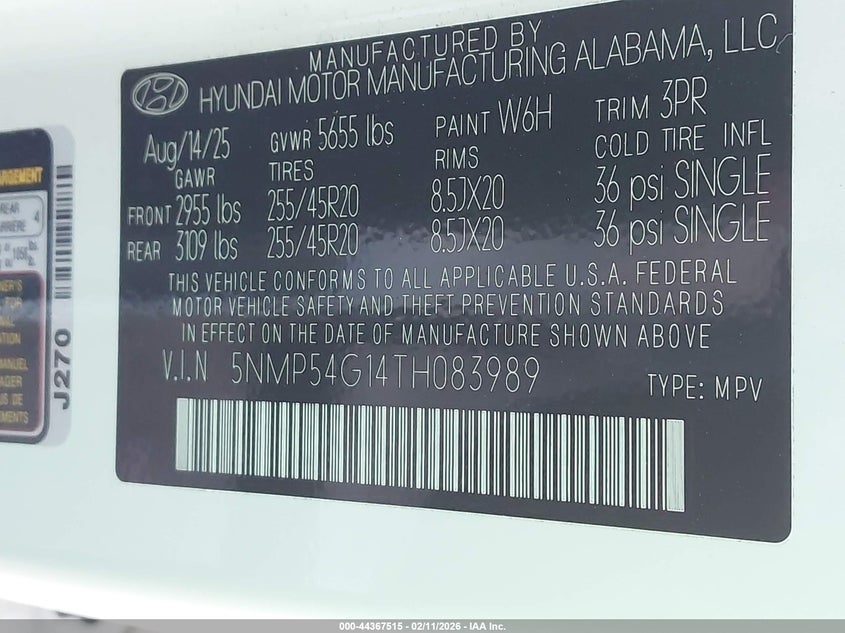 MANUFACTURED BY
HYUNDAI MOTOR MANUFACTURING ALABAMA, LLC
Aug/14/25 GVWR 5655 lbs PAINT W6H TRIM 3PR
GAWR TIRES RIMS COLD TIRE INFL
FRONT 2955 lbs 255/45R20 8.5JX20 36 psi SINGLE
REAR 3109 lbs 255/45R20 8.5JX20 36 psi SINGLE
THIS VEHICLE CONFORMS TO ALL APPLICABLE U.S.A. FEDERAL
MOTOR VEHICLE SAFETY AND THEFT PREVENTION STANDARDS
IN EFFECT ON THE DATE OF MANUFACTURE SHOWN ABOVE
V.I.N 5NMP54G14TH083989
TYPE: MPV
REAR
4
J270
000-44367515 - 02/11/2026 - IAA Inc.